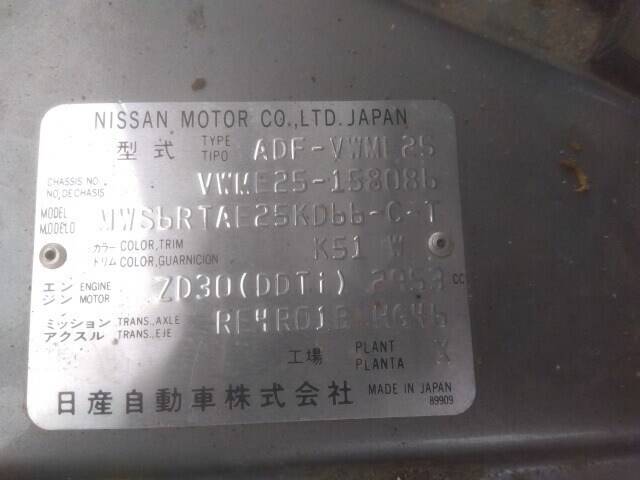 NISSAN MOTOR CO.,LTD. JAPAN
型式 TYPE TIPO ADF-VWME25
CHASSIS NO. NO. DE CHASIS VWME25-158086
MODEL MODELO MWS6RTAE25KD66-C-T
カラー COLOR,TRIM トリム COLOR,GUARNICION K51 W
エンジン ENGINE MOTOR ZD30(DDTi) 2953 CC
ミッション TRANS.,AXLE アクスル TRANS.,EJE RE4R01B HG46
工場 PLANT PLANTA X
日産自動車株式会社 MADE IN JAPAN
89909